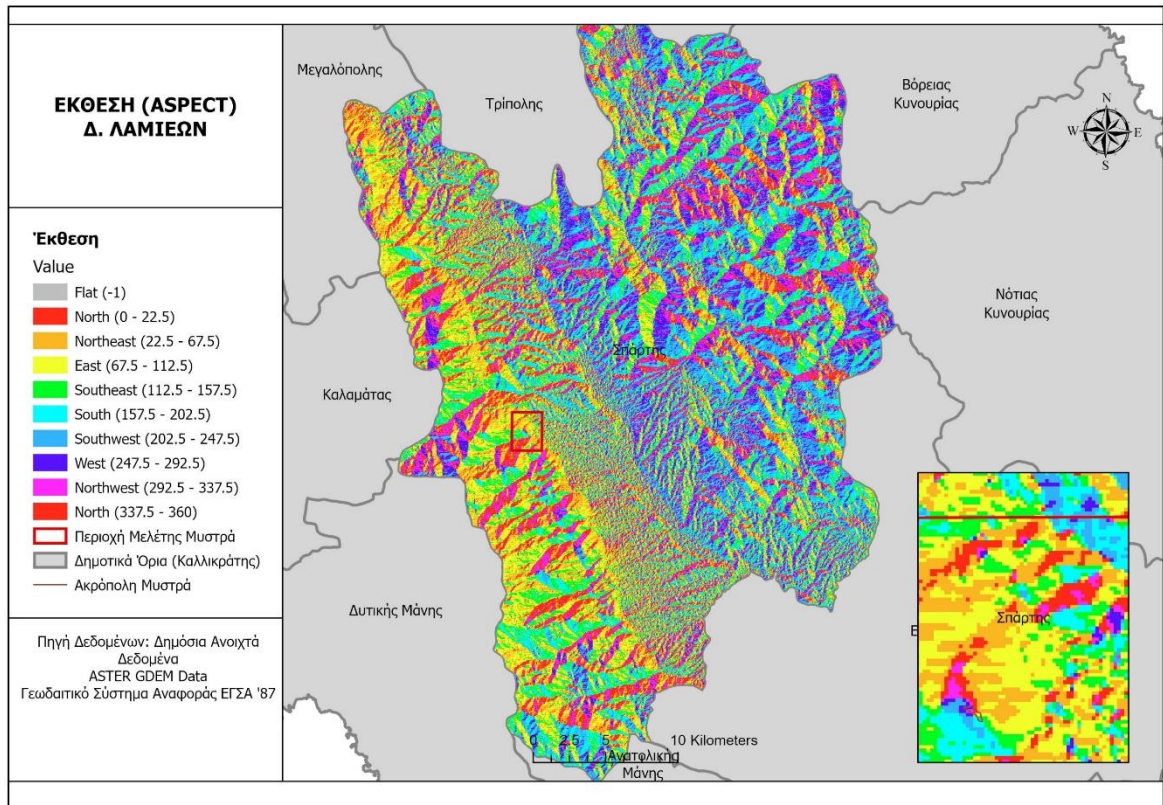 ΕΚΘΕΣΗ (ASPECT)
Δ. ΛΑΜΙΕΩΝ
Έκθεση
Value
Flat (-1)
North (0 - 22.5)
Northeast (22.5 - 67.5)
East (67.5 - 112.5)
Southeast (112.5 - 157.5)
South (157.5 - 202.5)
Southwest (202.5 - 247.5)
West (247.5 - 292.5)
Northwest (292.5 - 337.5)
North (337.5 - 360)
Περιοχή Μελέτης Μυστρά
Δημοτικά Όρια (Καλλικράτης)
Ακρόπολη Μυστρά
Πηγή Δεδομένων: Δημόσια Ανοιχτά
Δεδομένα
ASTER GDEM Data
Γεωδαιτικό Σύστημα Αναφοράς ΕΓΣΑ '87
Μεγαλόπολης
Τρίπολης
Βόρειας
Κυνουρίας
N
W E
S
Νότιας
Κυνουρίας
Σπάρτης
Καλαμάτας
Δυτικής Μάνης
Ε
Σπάρτης
0 2.5 5 10 Kilometers
Ανατολικής
Μάνης